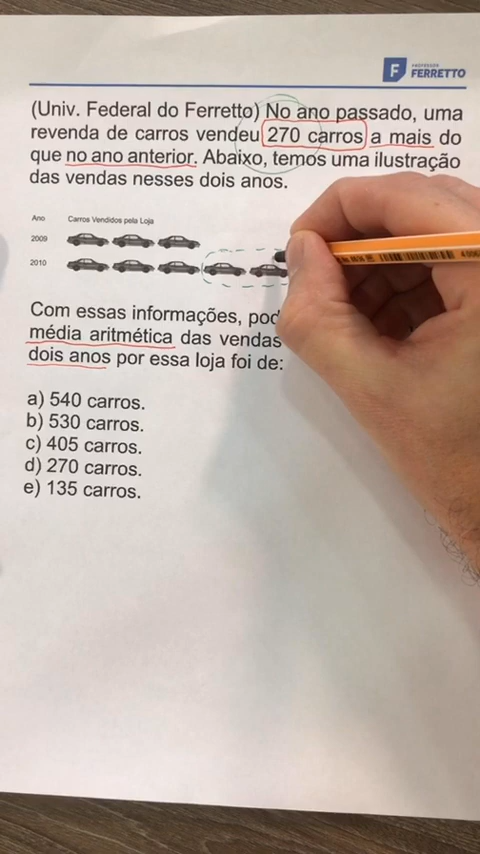 PROFESSOR
FERRETTO
(Univ. Federal do Ferretto) No ano passado, uma
revenda de carros vendeu 270 carros a mais do
que no ano anterior. Abaixo, temos uma ilustração
das vendas nesses dois anos.
Ano Carros Vendidos pela Loja
2009
2010
Com essas informações,
média aritmética das vendas
dois anos por essa loja foi de:
a) 540 carros.
b) 530 carros.
c) 405 carros.
d) 270 carros.
e) 135 carros.